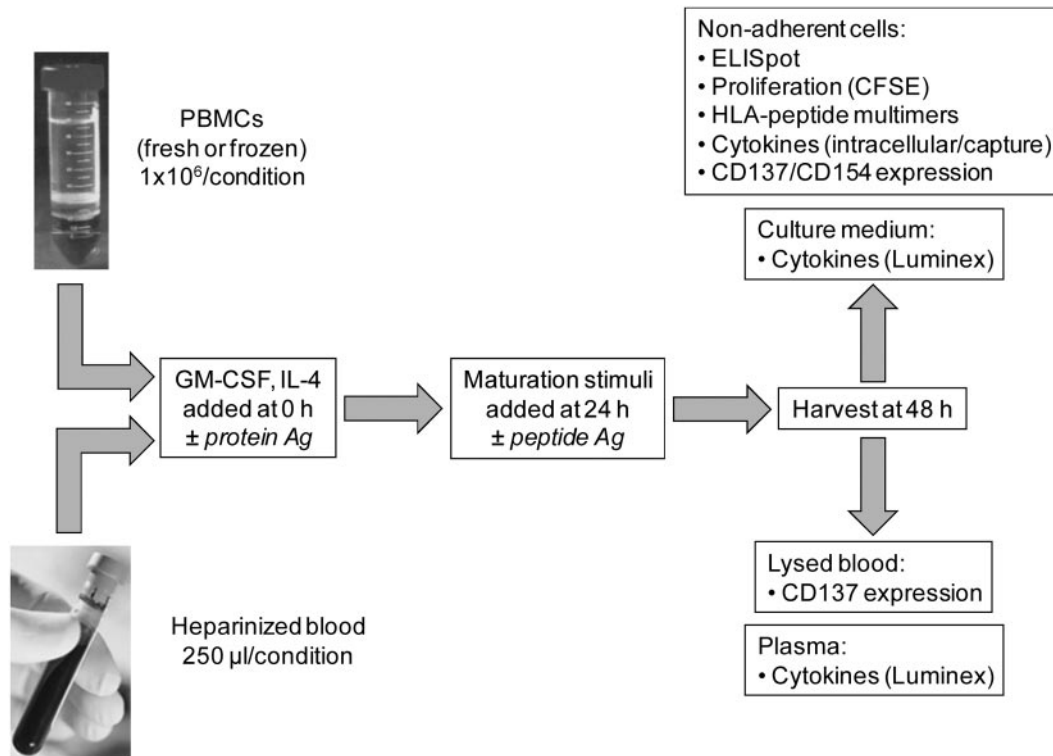 PBMCs
(fresh or frozen)
1x10⁶/condition
Non-adherent cells:
• ELISpot
• Proliferation (CFSE)
• HLA-peptide multimers
• Cytokines (intracellular/capture)
• CD137/CD154 expression
Culture medium:
• Cytokines (Luminex)
GM-CSF, IL-4
added at 0 h
± protein Ag
Maturation stimuli
added at 24 h
± peptide Ag
Harvest at 48 h
Heparinized blood
250 µl/condition
Lysed blood:
• CD137 expression
Plasma:
• Cytokines (Luminex)